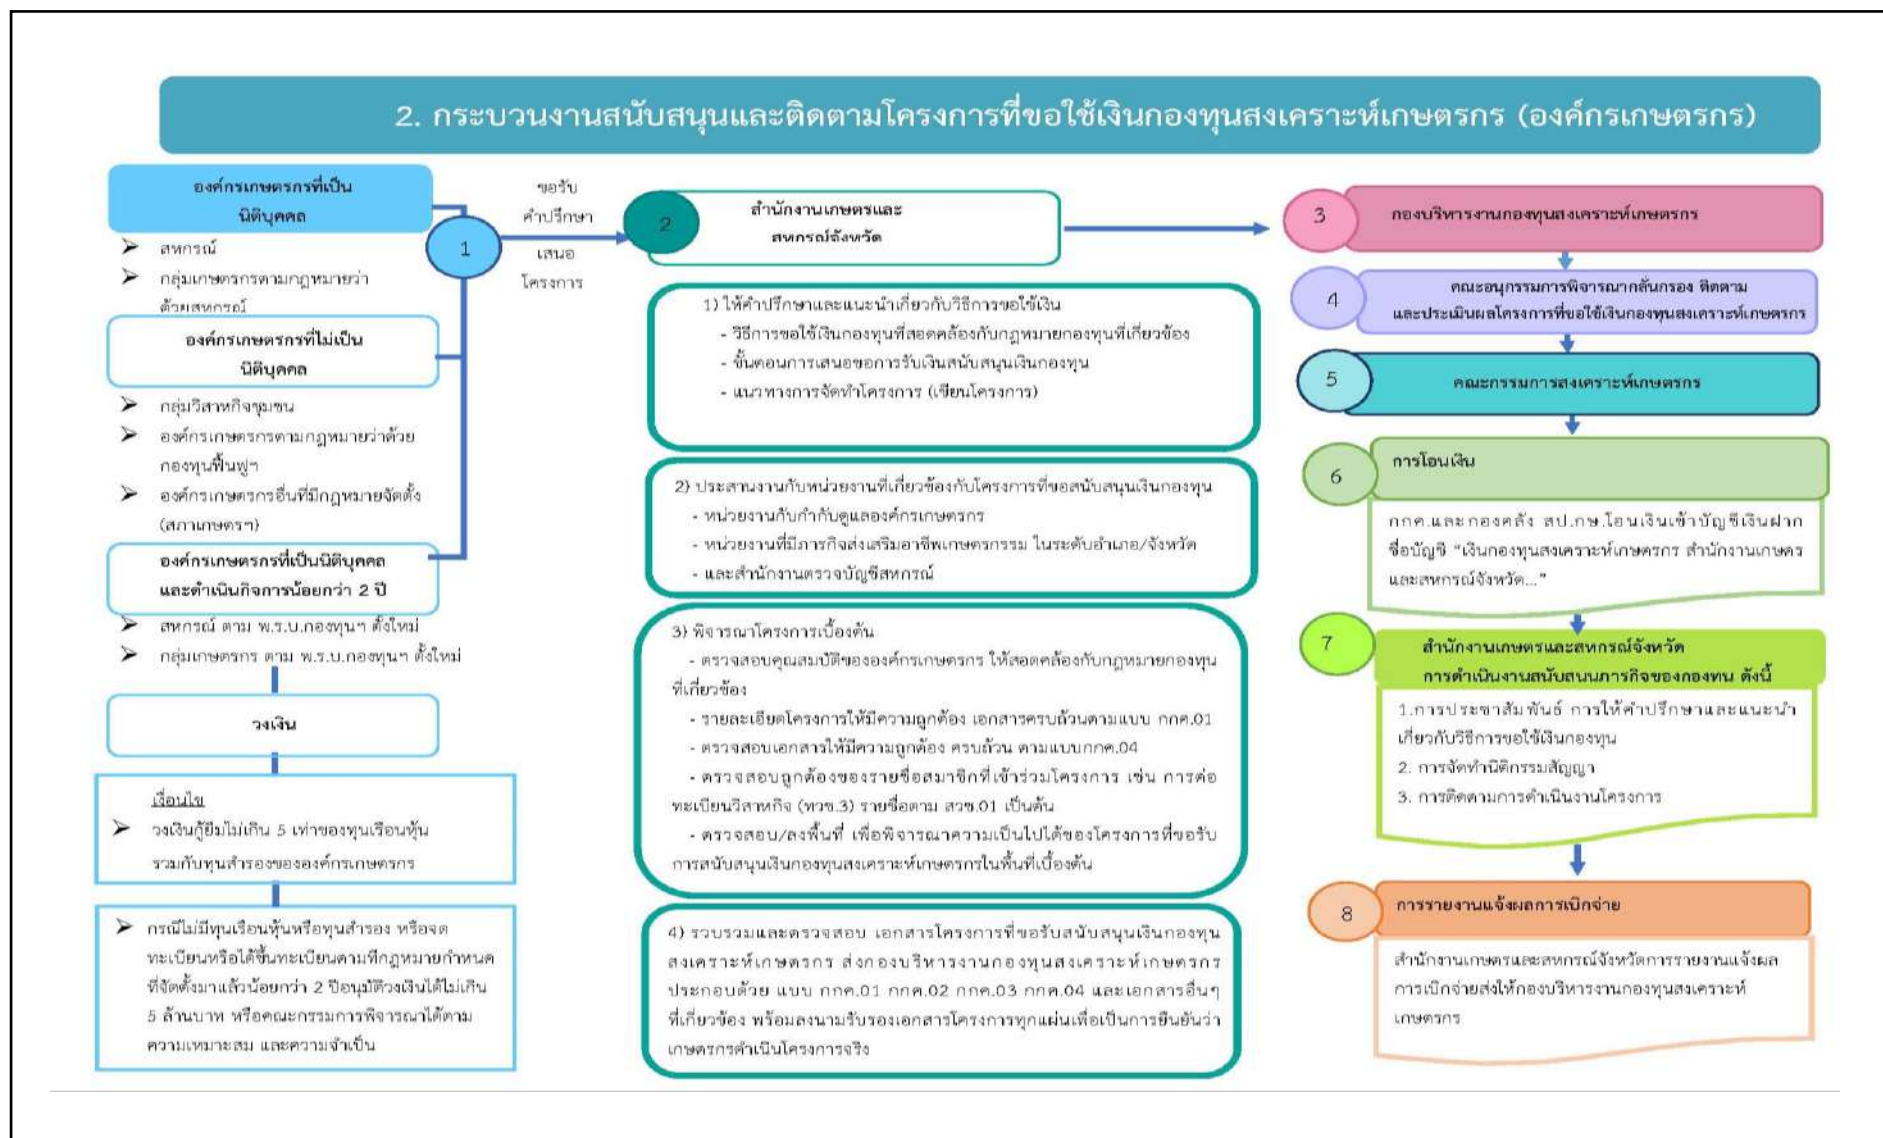 2. กระบวนงานสนับสนุนและติดตามโครงการที่ขอใช้เงินกองทุนสงเคราะห์เกษตรกร (องค์กรเกษตรกร)
องค์กรเกษตรกรที่เป็น
นิติบุคคล
➤ สหกรณ์
➤ กลุ่มเกษตรกรตามกฎหมายว่า
ด้วยสหกรณ์
องค์กรเกษตรกรที่ไม่เป็น
นิติบุคคล
➤ กลุ่มวิสาหกิจชุมชน
➤ องค์กรเกษตรกรตามกฎหมายว่าด้วย
กองทุนฟื้นฟูฯ
➤ องค์กรเกษตรกรอื่นที่มีกฎหมายจัดตั้ง
(สภาเกษตรฯ)
องค์กรเกษตรกรที่เป็นนิติบุคคล
และดำเนินกิจการน้อยกว่า 2 ปี
➤ สหกรณ์ ตาม พ.ร.บ.กองทุนฯ ตั้งใหม่
➤ กลุ่มเกษตรกร ตาม พ.ร.บ.กองทุนฯ ตั้งใหม่
วงเงิน
เงื่อนไข
➤ วงเงินกู้ยืมไม่เกิน 5 เท่าของทุนเรือนหุ้น
รวมกับทุนสำรองขององค์กรเกษตรกร
➤ กรณีไม่มีทุนเรือนหุ้นหรือทุนสำรอง หรือจด
ทะเบียนหรือได้ขึ้นทะเบียนตามที่กฎหมายกำหนด
ที่จัดตั้งมาแล้วน้อยกว่า 2 ปีอนุมัติวงเงินได้ไม่เกิน
5 ล้านบาท หรือคณะกรรมการพิจารณาได้ตาม
ความเหมาะสม และความจำเป็น
1
ขอรับ
คำปรึกษา
เสนอ
โครงการ
2
สำนักงานเกษตรและ
สหกรณ์จังหวัด
1) ให้คำปรึกษาและแนะนำเกี่ยวกับวิธีการขอใช้เงิน
- วิธีการขอใช้เงินกองทุนที่สอดคล้องกับกฎหมายกองทุนที่เกี่ยวข้อง
- ขั้นตอนการเสนอขอการรับเงินสนับสนุนเงินกองทุน
- แนวทางการจัดทำโครงการ (เขียนโครงการ)
2) ประสานงานกับหน่วยงานที่เกี่ยวข้องกับโครงการที่ขอสนับสนุนเงินกองทุน
- หน่วยงานกับกำกับดูแลองค์กรเกษตรกร
- หน่วยงานที่มีภารกิจส่งเสริมอาชีพเกษตรกรรม ในระดับอำเภอ/จังหวัด
- และสำนักงานตรวจบัญชีสหกรณ์
3) พิจารณาโครงการเบื้องต้น
- ตรวจสอบคุณสมบัติขององค์กรเกษตรกร ให้สอดคล้องกับกฎหมายกองทุน
ที่เกี่ยวข้อง
- รายละเอียดโครงการให้มีความถูกต้อง เอกสารครบถ้วนตามแบบ กกค.01
- ตรวจสอบเอกสารให้มีความถูกต้อง ครบถ้วน ตามแบบกกค.04
- ตรวจสอบถูกต้องของรายชื่อสมาชิกที่เข้าร่วมโครงการ เช่น การต่อ
ทะเบียนวิสาหกิจ (ทวช.3) รายชื่อตาม สวช.01 เป็นต้น
- ตรวจสอบ/ลงพื้นที่ เพื่อพิจารณาความเป็นไปได้ของโครงการที่ขอรับ
การสนับสนุนเงินกองทุนสงเคราะห์เกษตรกรในพื้นที่เบื้องต้น
4) รวบรวมและตรวจสอบ เอกสารโครงการที่ขอรับสนับสนุนเงินกองทุน
สงเคราะห์เกษตรกร ส่งกองบริหารงานกองทุนสงเคราะห์เกษตรกร
ประกอบด้วย แบบ กกค.01 กกค.02 กกค.03 กกค.04 และเอกสารอื่นๆ
ที่เกี่ยวข้อง พร้อมลงนามรับรองเอกสารโครงการทุกแผ่นเพื่อเป็นการยืนยันว่า
เกษตรกรดำเนินโครงการจริง
3
กองบริหารงานกองทุนสงเคราะห์เกษตรกร
4
คณะอนุกรรมการพิจารณากลั่นกรอง ติดตาม
และประเมินผลโครงการที่ขอใช้เงินกองทุนสงเคราะห์เกษตรกร
5
คณะกรรมการสงเคราะห์เกษตรกร
6
การโอนเงิน
กกค.และกองคลัง สป.กษ.โอนเงินเข้าบัญชีเงินฝาก
ชื่อบัญชี “เงินกองทุนสงเคราะห์เกษตรกร สำนักงานเกษตร
และสหกรณ์จังหวัด...”
7
สำนักงานเกษตรและสหกรณ์จังหวัด
การดำเนินงานสนับสนนภารกิจของกองทน ดังนี้
1.การประชาสัมพันธ์ การให้คำปรึกษาและแนะนำ
เกี่ยวกับวิธีการขอใช้เงินกองทุน
2. การจัดทำนิติกรรมสัญญา
3. การติดตามการดำเนินงานโครงการ
8
การรายงานแจ้งผลการเบิกจ่าย
สำนักงานเกษตรและสหกรณ์จังหวัดการรายงานแจ้งผล
การเบิกจ่ายส่งให้กองบริหารงานกองทุนสงเคราะห์
เกษตรกร